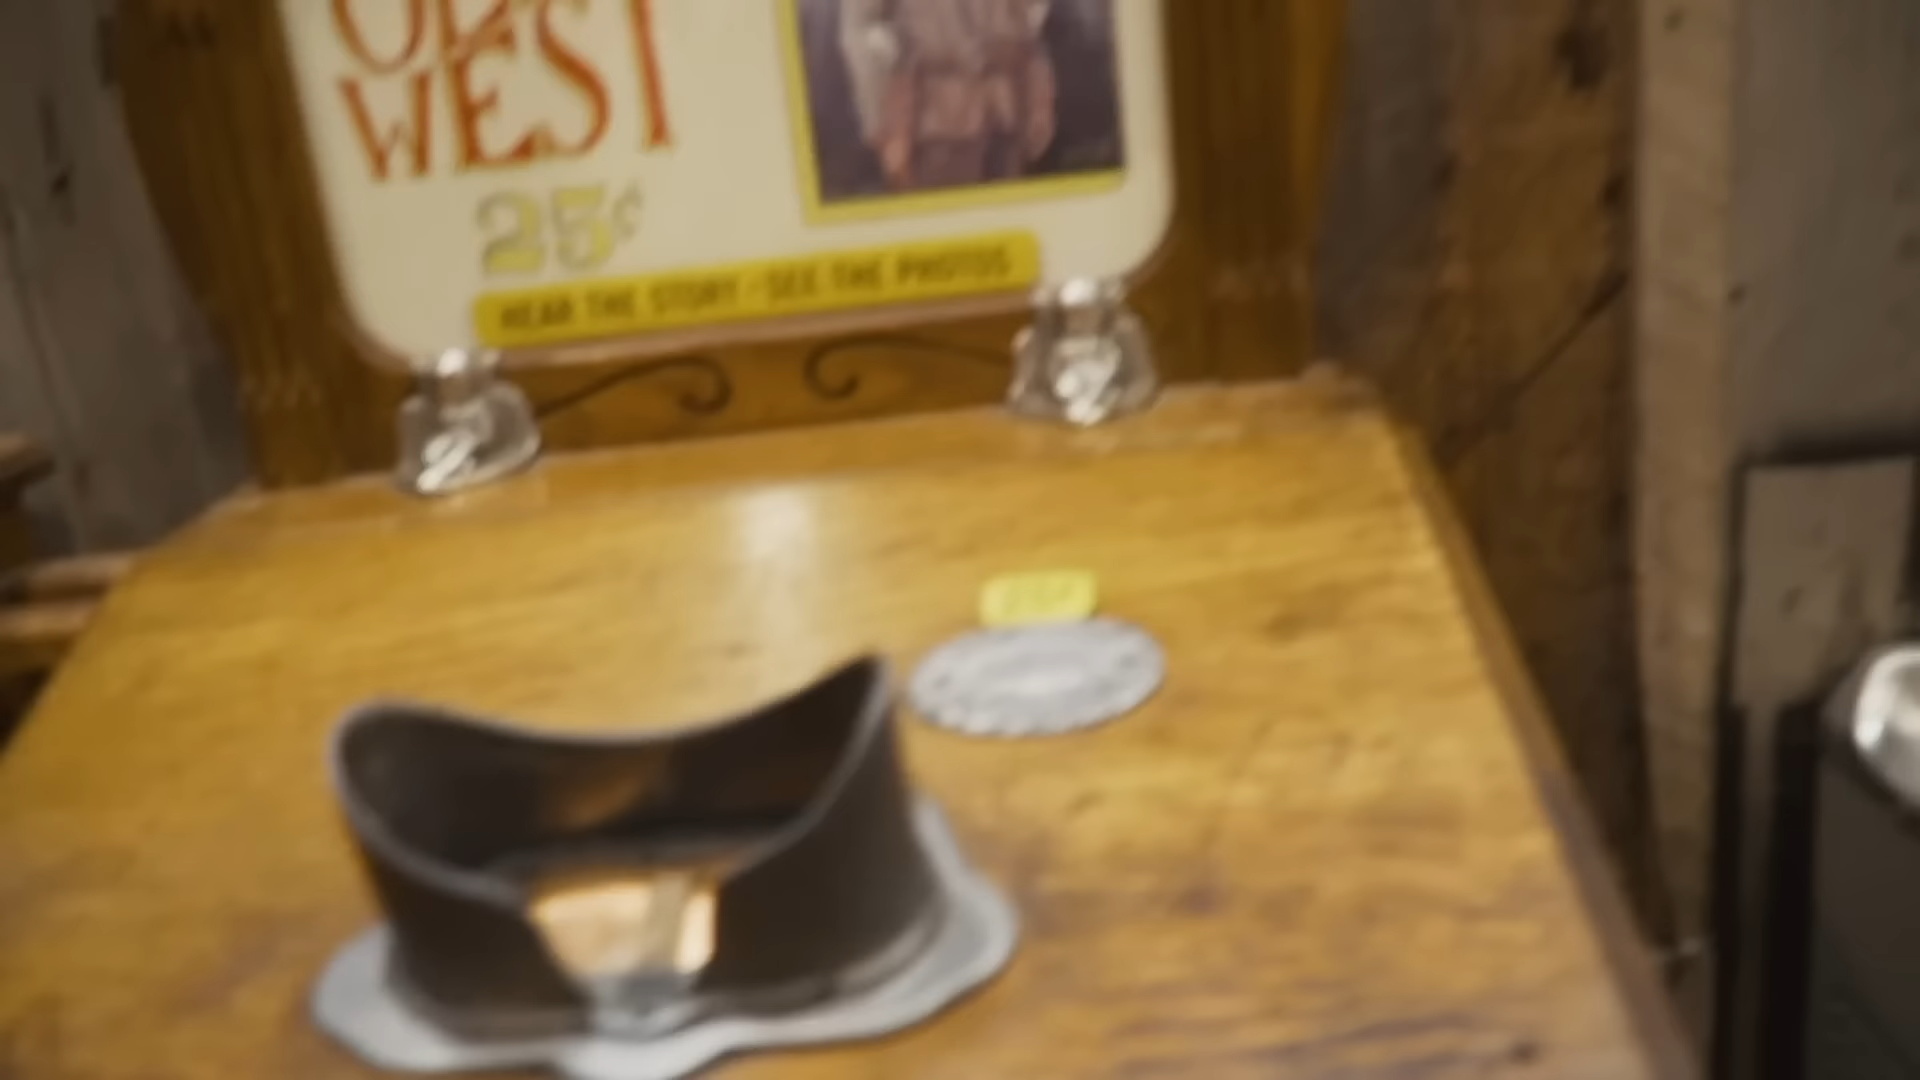 OLD
WEST
25¢
HEAR THE STORY · SEE THE PHOTOS